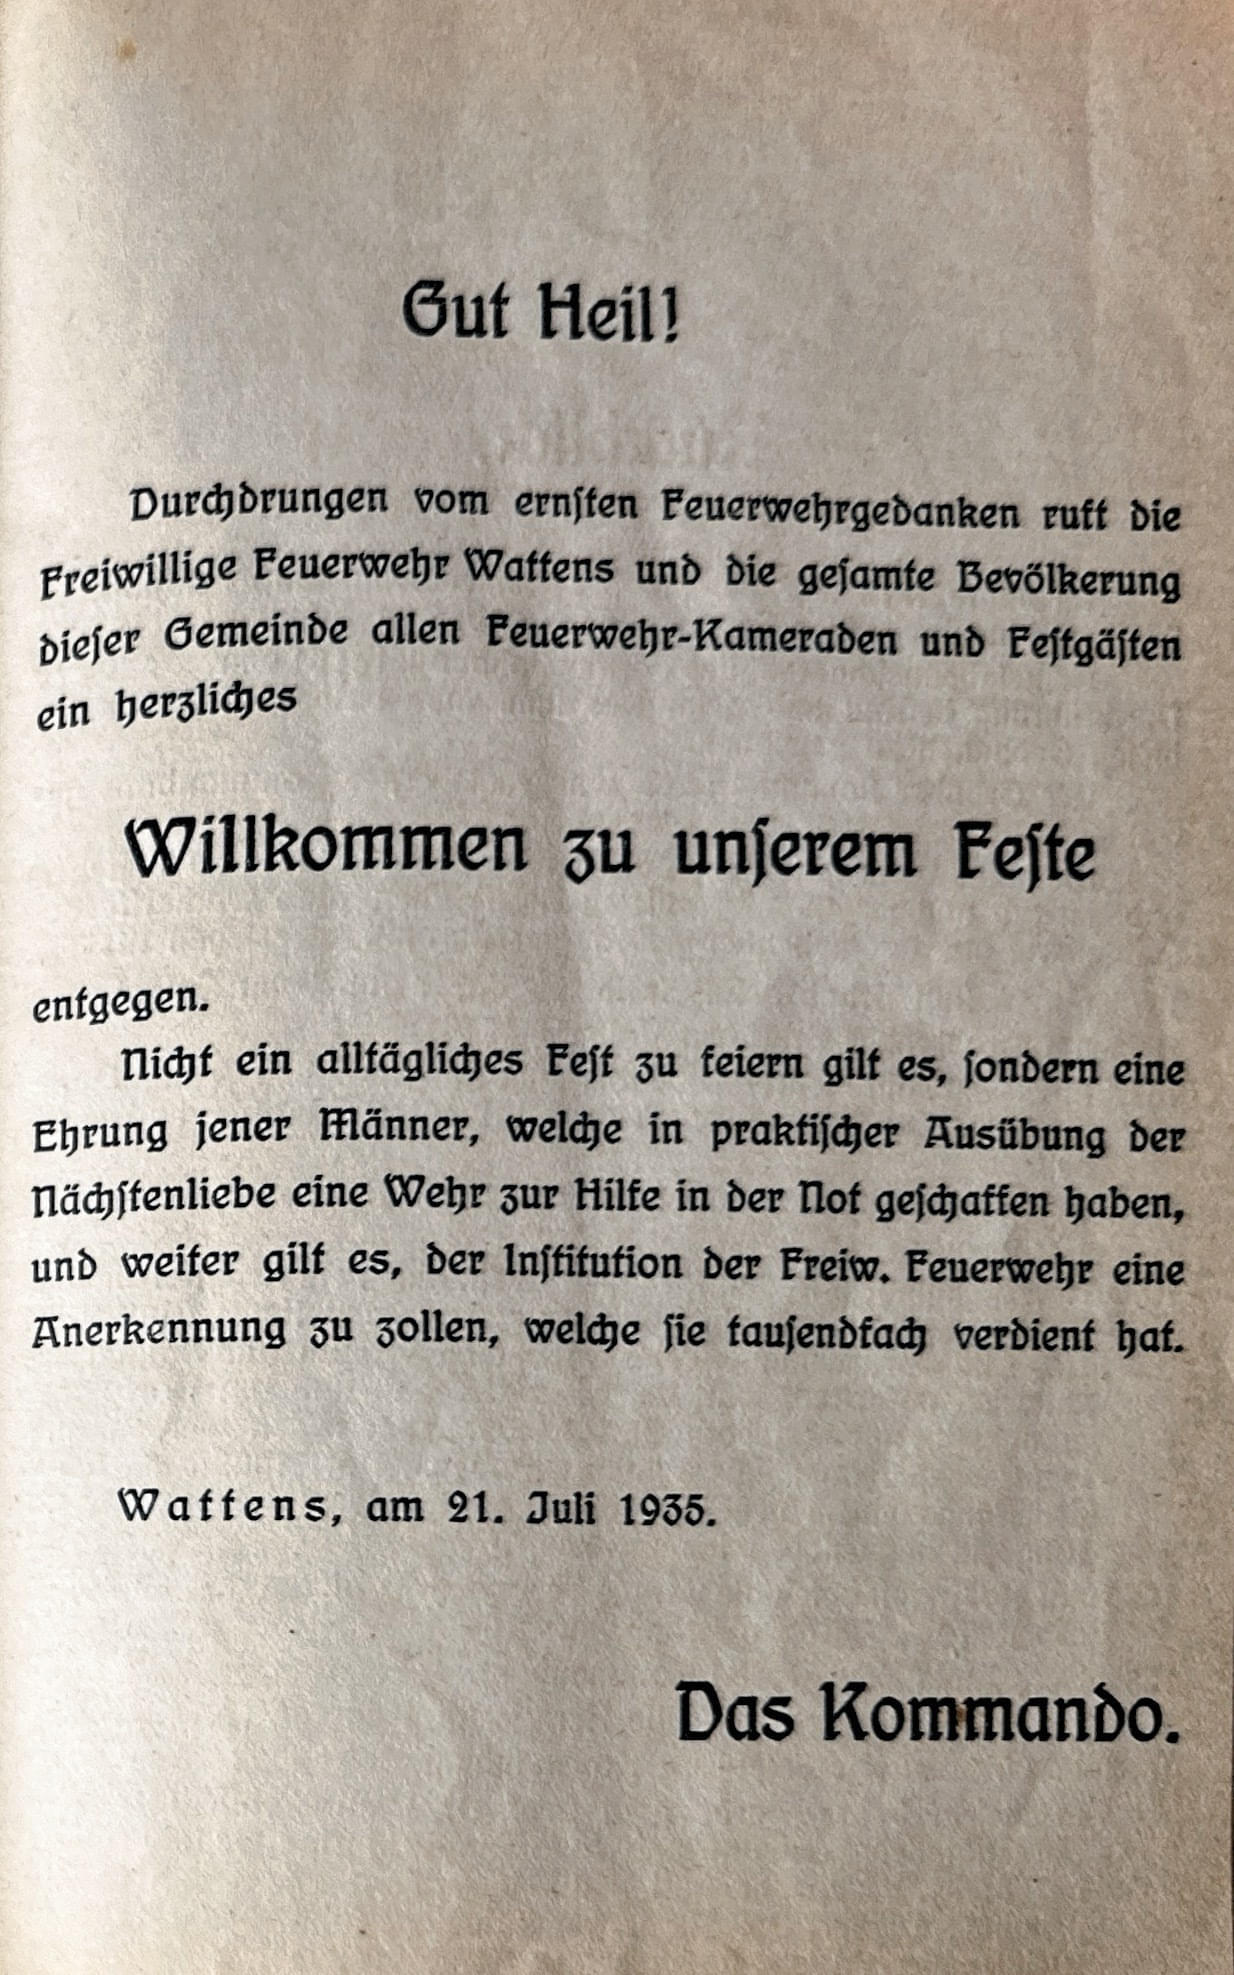 Gut Heil!
Durchdrungen vom ernſten Feuerwehrgedanken ruft die
Freiwillige Feuerwehr Wattens und die geſamte Bevölkerung
dieſer Gemeinde allen Feuerwehr-Kameraden und Feſtgäſten
ein herzliches
Willkommen zu unſerem Feſte
entgegen.
Nicht ein alltägliches Feſt zu feiern gilt es, ſondern eine
Ehrung jener Männer, welche in praktiſcher Ausübung der
Nächſtenliebe eine Wehr zur Hilfe in der Not geſchaffen haben,
und weiter gilt es, der Inſtitution der Freiw. Feuerwehr eine
Anerkennung zu zollen, welche ſie tauſendfach verdient hat.
Wattens, am 21. Juli 1935.
Das Kommando.